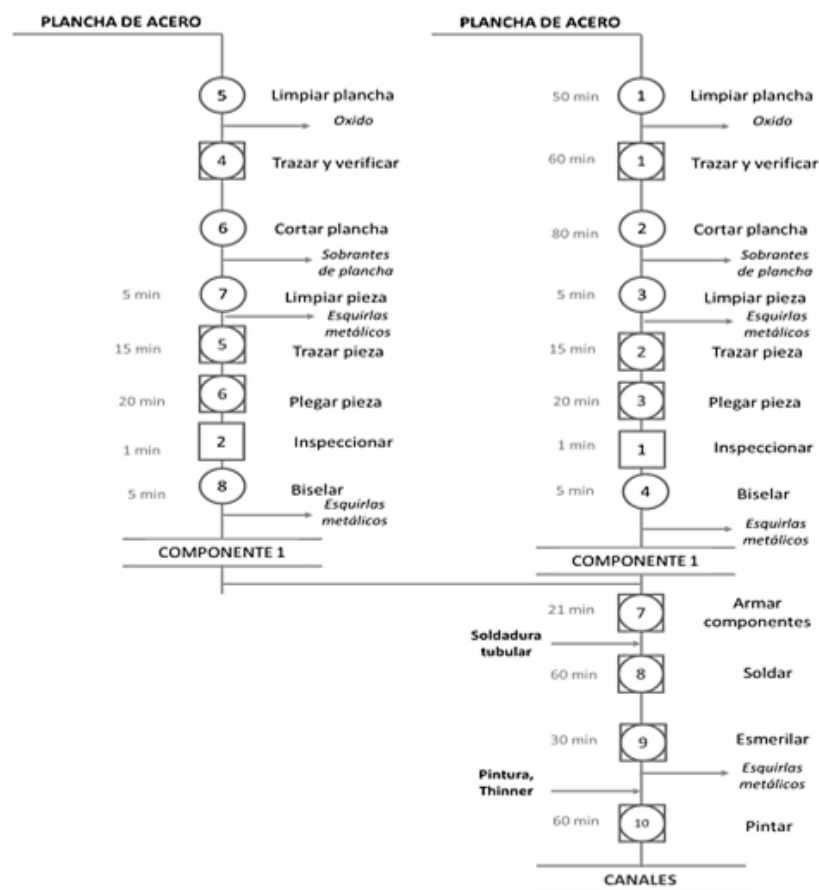 PLANCHA DE ACERO
5
Limpiar plancha
Oxido
4
Trazar y verificar
6
Cortar plancha
Sobrantes
de plancha
5 min
7
Limpiar pieza
Esquirlas
metálicos
15 min
5
Trazar pieza
20 min
6
Plegar pieza
1 min
2
Inspeccionar
5 min
8
Biselar
Esquirlas
metálicos
COMPONENTE 1
PLANCHA DE ACERO
50 min
1
Limpiar plancha
Oxido
60 min
1
Trazar y verificar
80 min
2
Cortar plancha
Sobrantes
de plancha
5 min
3
Limpiar pieza
Esquirlas
metálicos
15 min
2
Trazar pieza
20 min
3
Plegar pieza
1 min
1
Inspeccionar
5 min
4
Biselar
Esquirlas
metálicos
COMPONENTE 1
21 min
7
Armar
componentes
Soldadura
tubular
60 min
8
Soldar
30 min
9
Esmerilar
Esquirlas
metálicos
Pintura,
Thinner
60 min
10
Pintar
CANALES